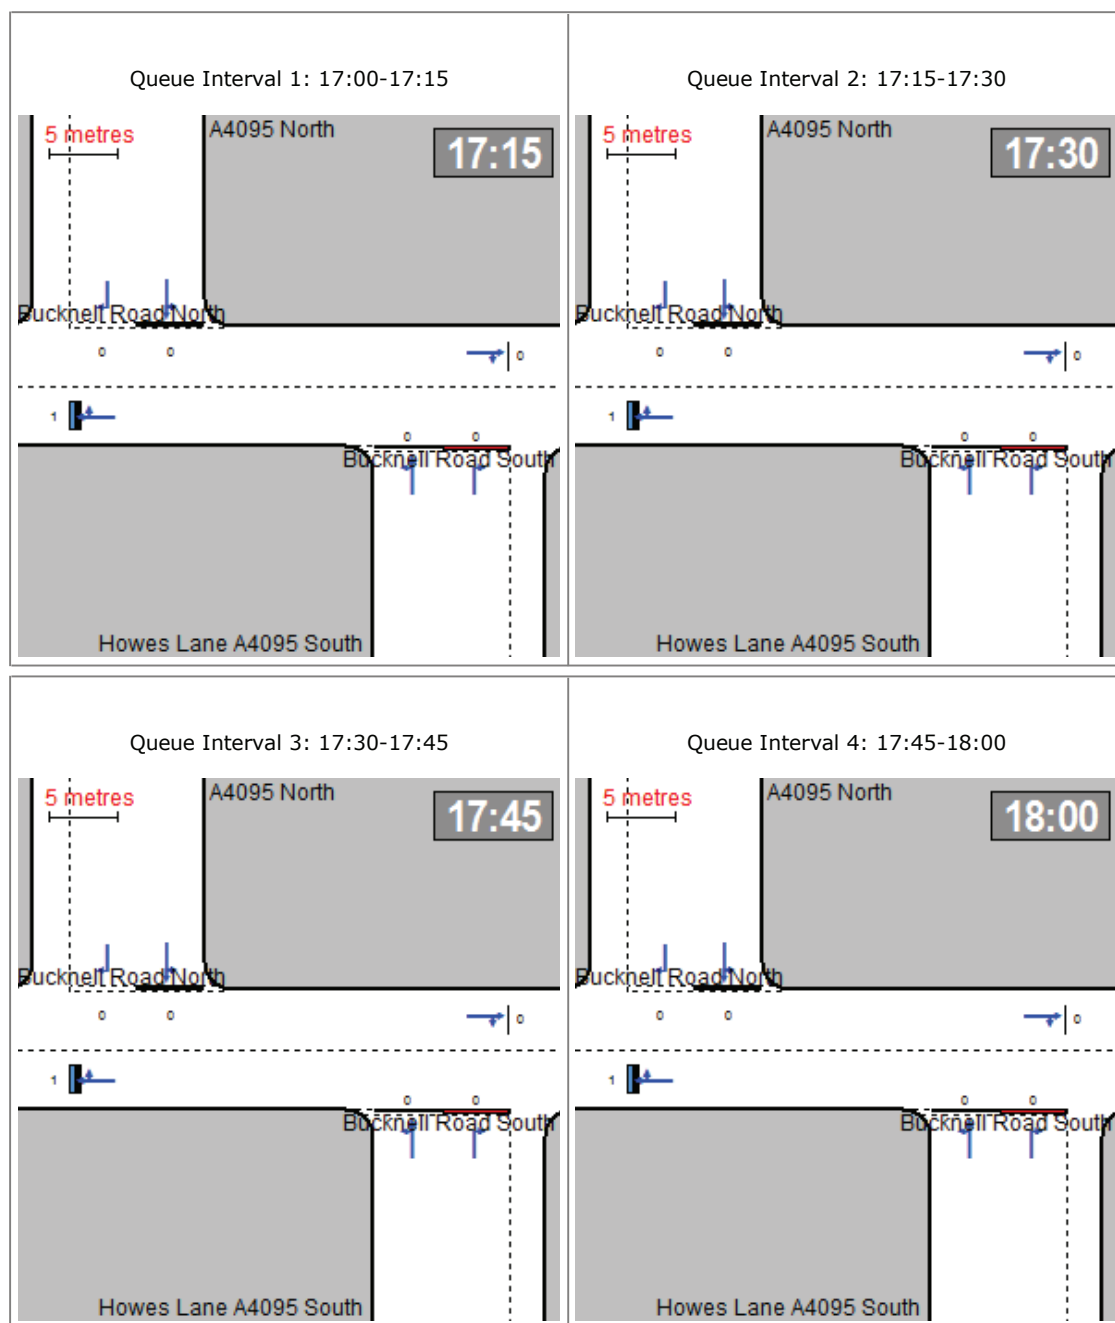 Queue Interval 1: 17:00-17:15
5 metres
A4095 North
17:15
Bucknell Road North
0 0
0
1
0 0
Bucknell Road South
Howes Lane A4095 South
Queue Interval 2: 17:15-17:30
5 metres
A4095 North
17:30
Bucknell Road North
0 0
0
1
0 0
Bucknell Road South
Howes Lane A4095 South
Queue Interval 3: 17:30-17:45
5 metres
A4095 North
17:45
Bucknell Road North
0 0
0
1
0 0
Bucknell Road South
Howes Lane A4095 South
Queue Interval 4: 17:45-18:00
5 metres
A4095 North
18:00
Bucknell Road North
0 0
0
1
0 0
Bucknell Road South
Howes Lane A4095 South